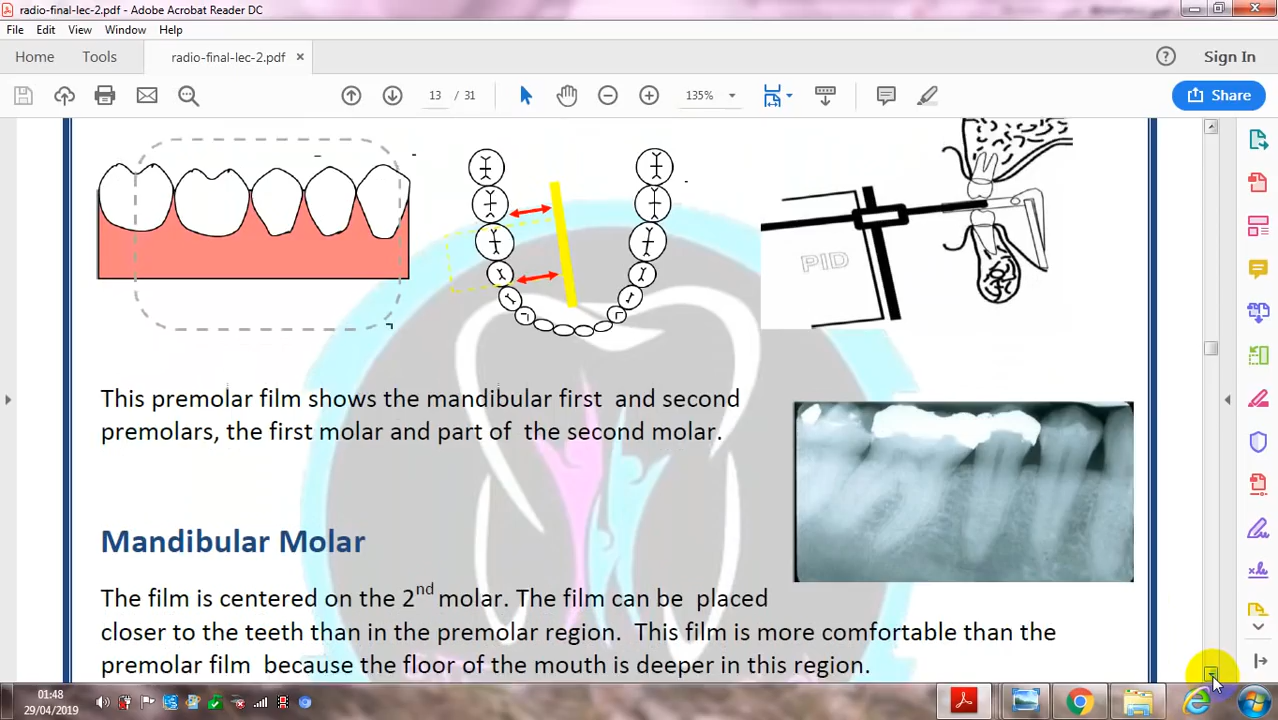 radio-final-lec-2.pdf - Adobe Acrobat Reader DC
File Edit View Window Help
Home Tools radio-final-lec-2.pdf × ? Sign In
13 / 31 135% Share
PID
This premolar film shows the mandibular first and second
premolars, the first molar and part of the second molar.
Mandibular Molar
The film is centered on the 2nd molar. The film can be placed
closer to the teeth than in the premolar region. This film is more comfortable than the
premolar film because the floor of the mouth is deeper in this region.
01:48
29/04/2019